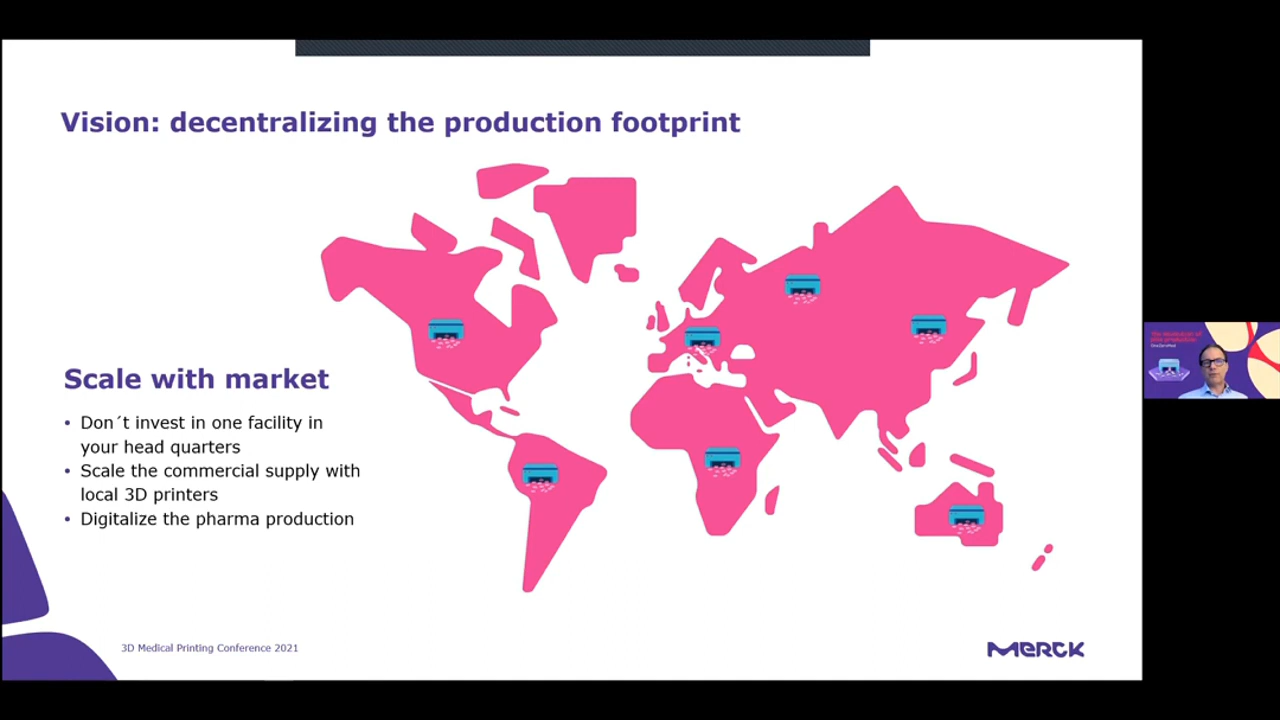 Vision: decentralizing the production footprint
Scale with market
• Don´t invest in one facility in
your head quarters
• Scale the commercial supply with
local 3D printers
• Digitalize the pharma production
3D Medical Printing Conference 2021
MERCK